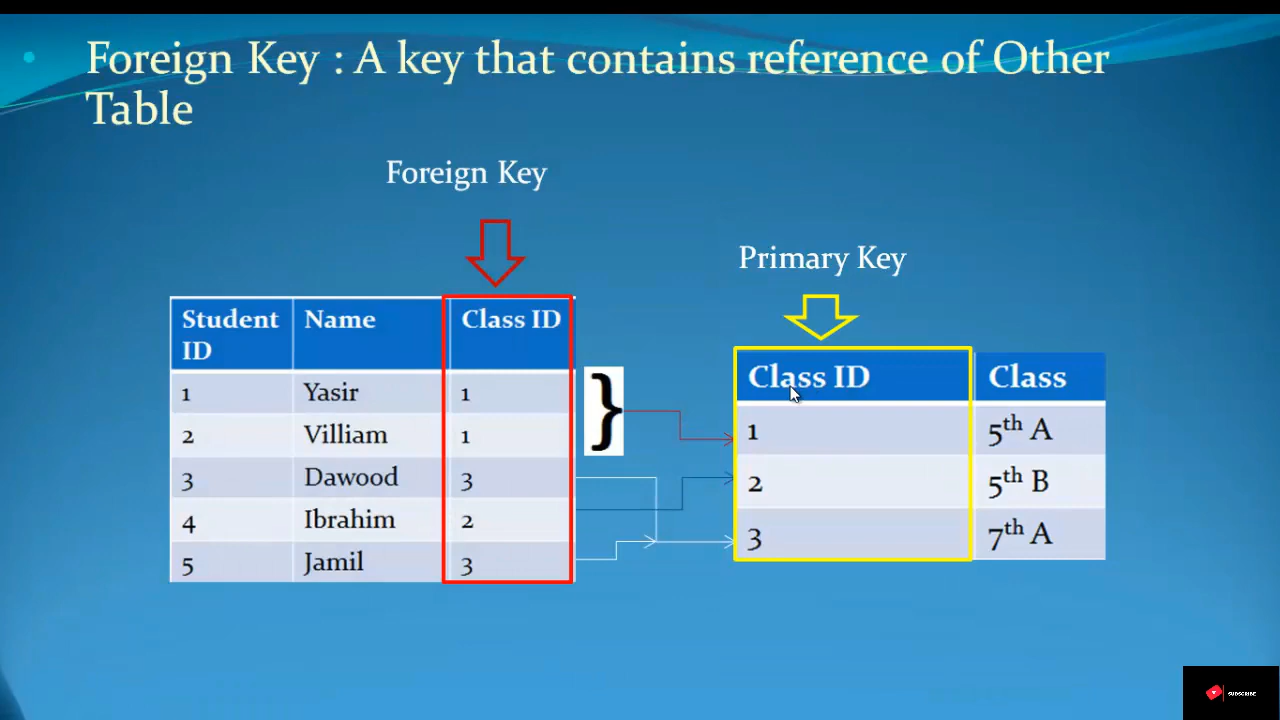 Foreign Key : A key that contains reference of Other
Table
Foreign Key
Primary Key
Student ID Name Class ID
1 Yasir 1
2 Villiam 1
3 Dawood 3
4 Ibrahim 2
5 Jamil 3
}
Class ID Class
1 5th A
2 5th B
3 7th A
SUBSCRIBE